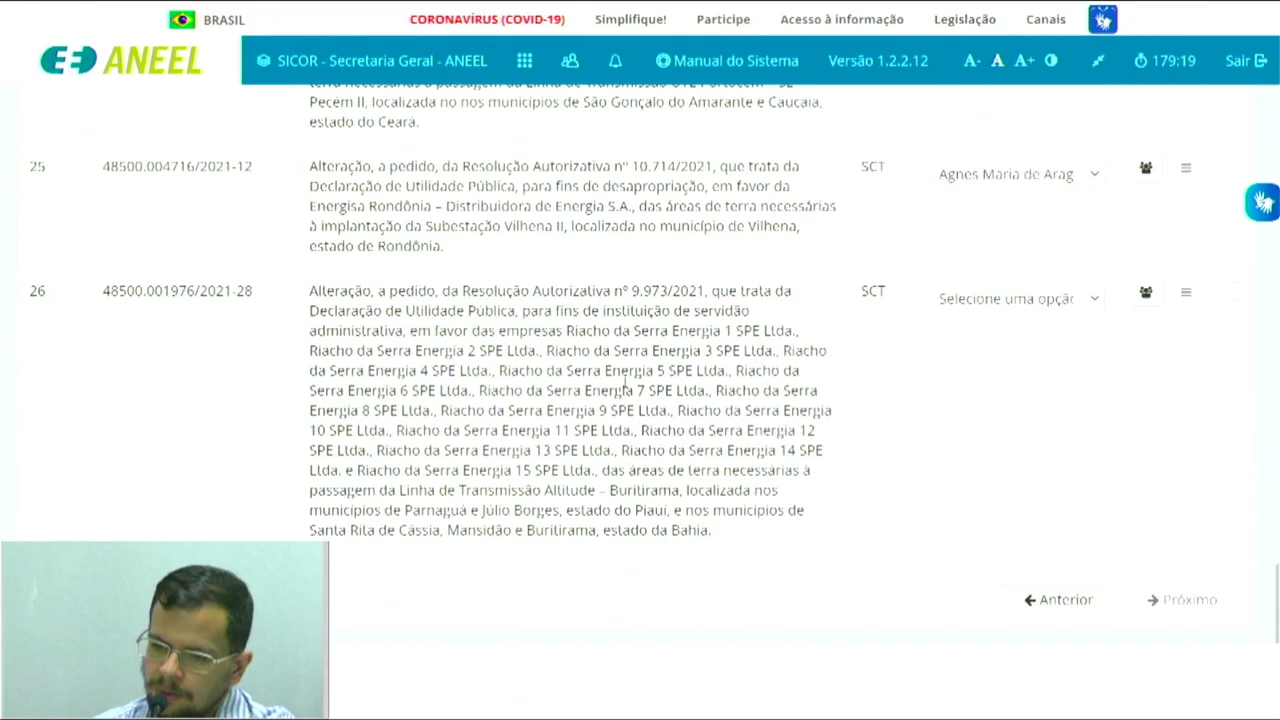 BRASIL
CORONAVÍRUS (COVID-19)
Simplifique!
Participe
Acesso à informação
Legislação
Canais
ANEEL
SICOR - Secretaria Geral - ANEEL
Manual do Sistema
Versão 1.2.2.12
A-
A
A+
179:19
Sair
Pecém II, localizada no nos municípios de São Gonçalo do Amarante e Caucaia,
estado do Ceará.
25
48500.004716/2021-12
Alteração, a pedido, da Resolução Autorizativa nº 10.714/2021, que trata da
Declaração de Utilidade Pública, para fins de desapropriação, em favor da
Energisa Rondônia – Distribuidora de Energia S.A., das áreas de terra necessárias
à implantação da Subestação Vilhena II, localizada no município de Vilhena,
estado de Rondônia.
SCT
Agnes Maria de Arag
26
48500.001976/2021-28
Alteração, a pedido, da Resolução Autorizativa nº 9.973/2021, que trata da
Declaração de Utilidade Pública, para fins de instituição de servidão
administrativa, em favor das empresas Riacho da Serra Energia 1 SPE Ltda.,
Riacho da Serra Energia 2 SPE Ltda., Riacho da Serra Energia 3 SPE Ltda., Riacho
da Serra Energia 4 SPE Ltda., Riacho da Serra Energia 5 SPE Ltda., Riacho da
Serra Energia 6 SPE Ltda., Riacho da Serra Energia 7 SPE Ltda., Riacho da Serra
Energia 8 SPE Ltda., Riacho da Serra Energia 9 SPE Ltda., Riacho da Serra Energia
10 SPE Ltda., Riacho da Serra Energia 11 SPE Ltda., Riacho da Serra Energia 12
SPE Ltda., Riacho da Serra Energia 13 SPE Ltda., Riacho da Serra Energia 14 SPE
Ltda. e Riacho da Serra Energia 15 SPE Ltda., das áreas de terra necessárias à
passagem da Linha de Transmissão Altitude – Buritirama, localizada nos
municípios de Parnaguá e Júlio Borges, estado do Piauí, e nos municípios de
Santa Rita de Cássia, Mansidão e Buritirama, estado da Bahia.
SCT
Selecione uma opçã
Anterior
Próximo